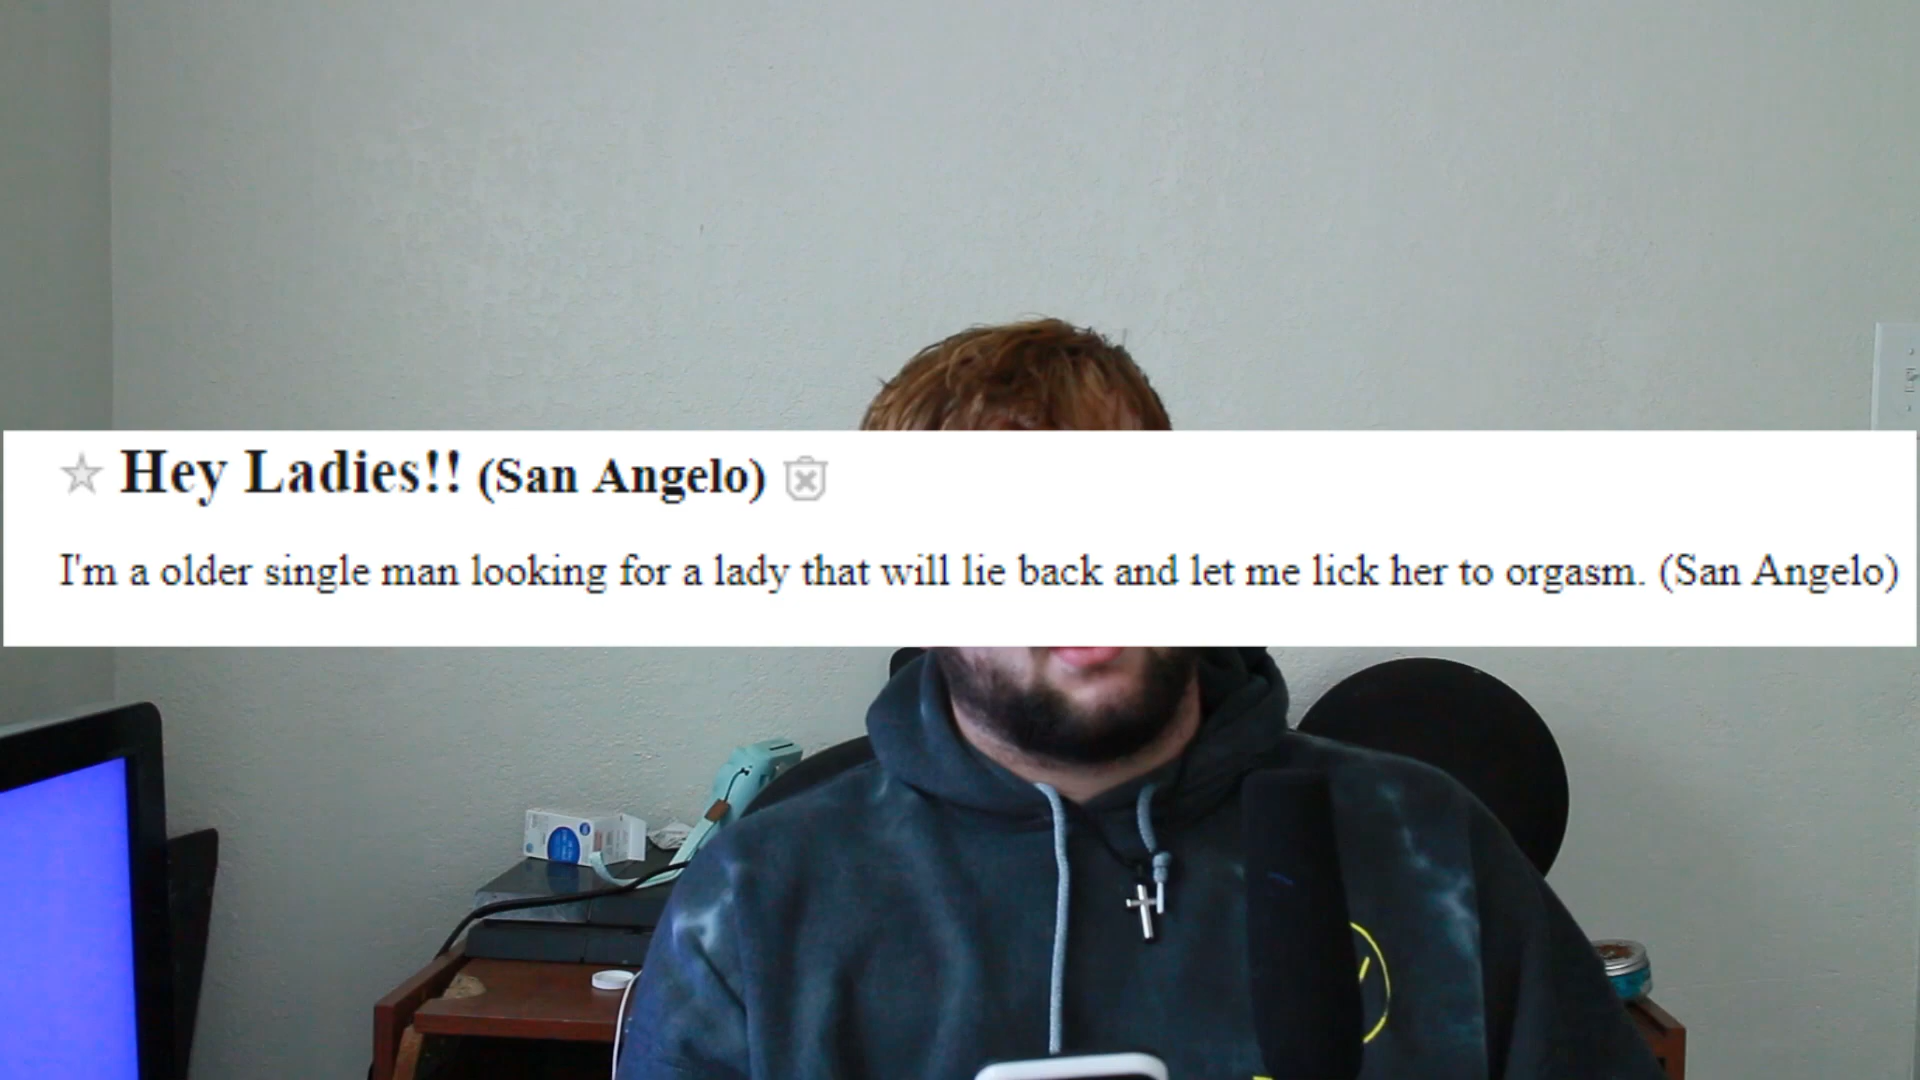 Hey Ladies!! (San Angelo)
I'm a older single man looking for a lady that will lie back and let me lick her to orgasm. (San Angelo)